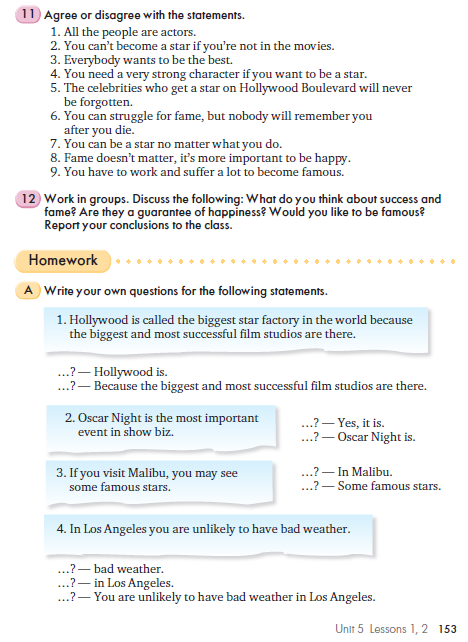 11 Agree or disagree with the statements.
1. All the people are actors.
2. You can't become a star if you're not in the movies.
3. Everybody wants to be the best.
4. You need a very strong character if you want to be a star.
5. The celebrities who get a star on Hollywood Boulevard will never
be forgotten.
6. You can struggle for fame, but nobody will remember you
after you die.
7. You can be a star no matter what you do.
8. Fame doesn't matter, it's more important to be happy.
9. You have to work and suffer a lot to become famous.
12 Work in groups. Discuss the following: What do you think about success and
fame? Are they a guarantee of happiness? Would you like to be famous?
Report your conclusions to the class.
Homework
A Write your own questions for the following statements.
1. Hollywood is called the biggest star factory in the world because
the biggest and most successful film studios are there.
...? — Hollywood is.
...? — Because the biggest and most successful film studios are there.
2. Oscar Night is the most important
event in show biz.
...? — Yes, it is.
...? — Oscar Night is.
3. If you visit Malibu, you may see
some famous stars.
...? — In Malibu.
...? — Some famous stars.
4. In Los Angeles you are unlikely to have bad weather.
...? — bad weather.
...? — in Los Angeles.
...? — You are unlikely to have bad weather in Los Angeles.
Unit 5 Lessons 1, 2 153